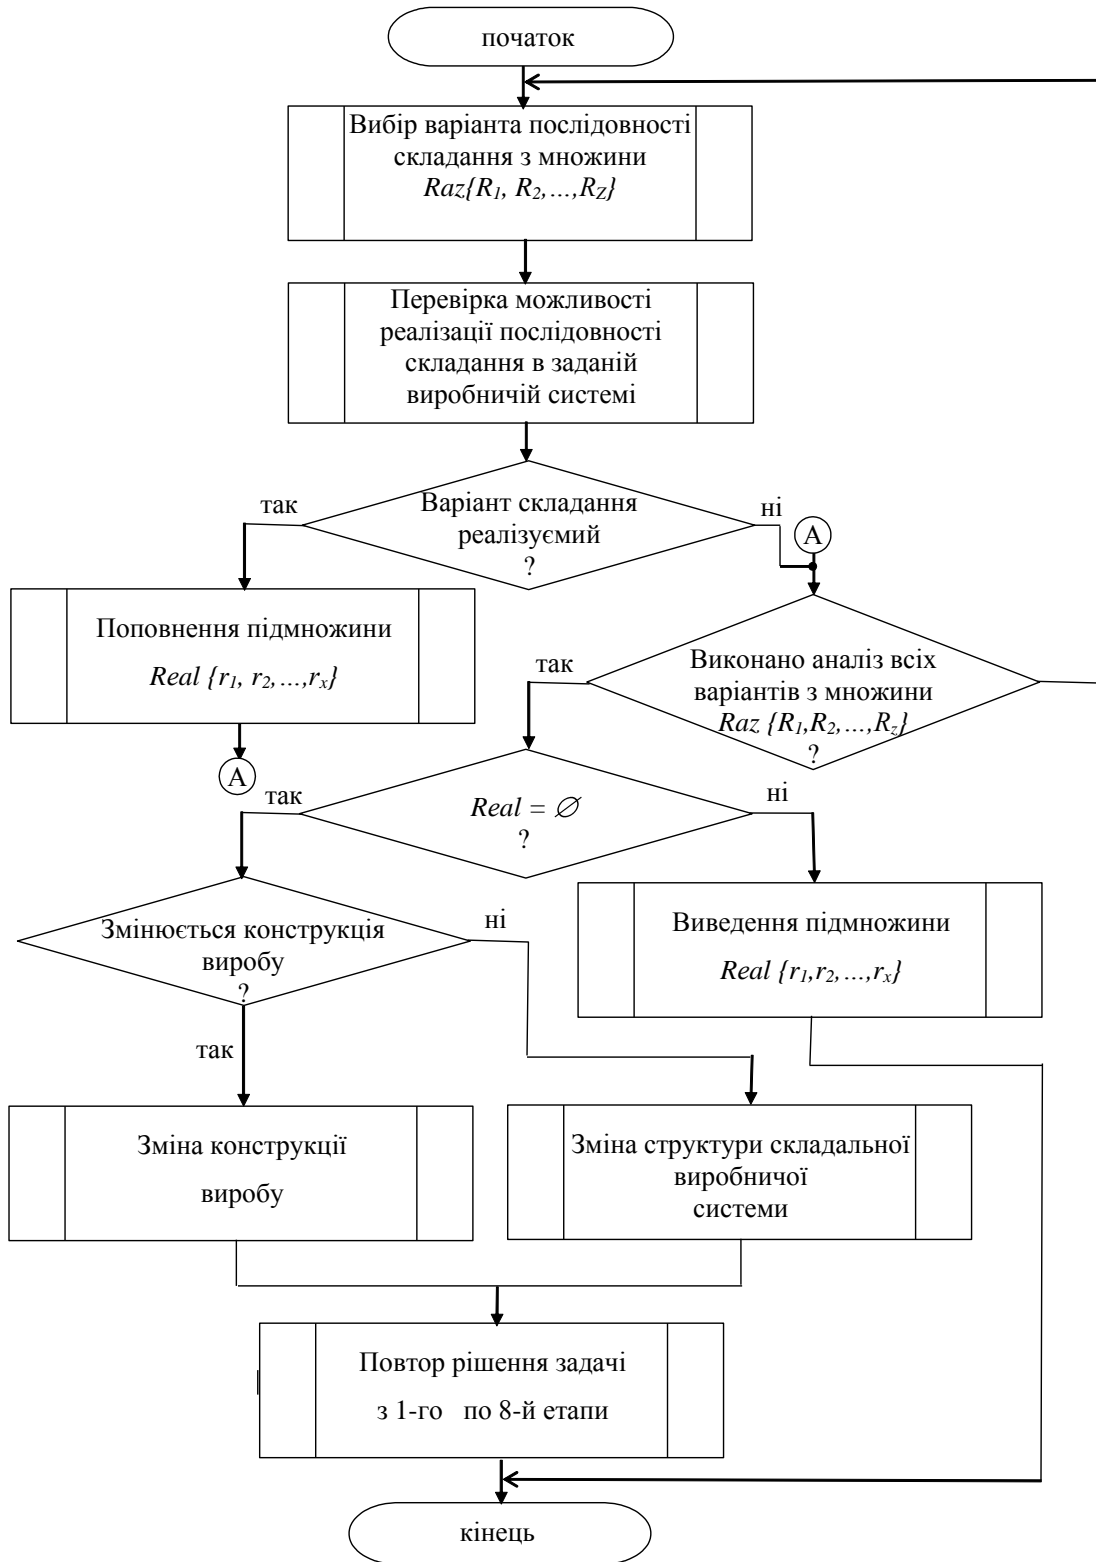 початок
Вибір варіанта послідовності
складання з множини
Raz{R1, R2,...,RZ}
Перевірка можливості
реалізації послідовності
складання в заданій
виробничій системі
так
Варіант складання
реалізуємий
?
ні
А
Поповнення підмножини
Real {r1, r2,...,rx}
А
так
Виконано аналіз всіх
варіантів з множини
Raz {R1,R2,...,Rz}
?
так
Real = ∅
?
ні
Змінюється конструкція
виробу
?
ні
Виведення підмножини
Real {r1,r2,...,rx}
так
Зміна конструкції
виробу
Зміна структури складальної
виробничої
системи
Повтор рішення задачі
з 1-го по 8-й етапи
кінець